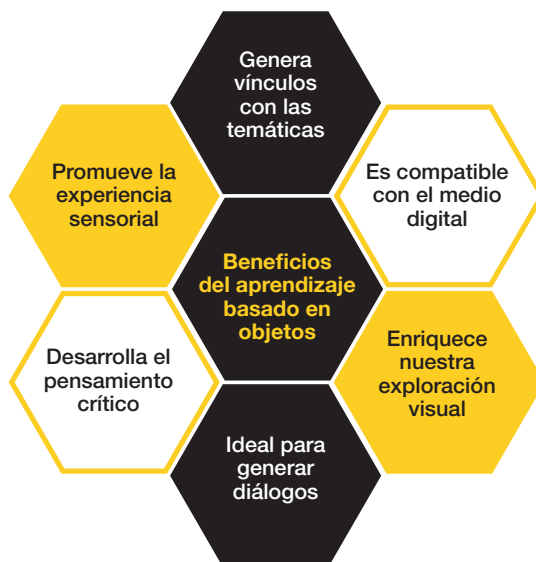 Genera
vínculos
con las
temáticas
Promueve la
experiencia
sensorial
Es compatible
con el medio
digital
Beneficios
del aprendizaje
basado en
objetos
Desarrolla el
pensamiento
crítico
Enriquece
nuestra
exploración
visual
Ideal para
generar
diálogos